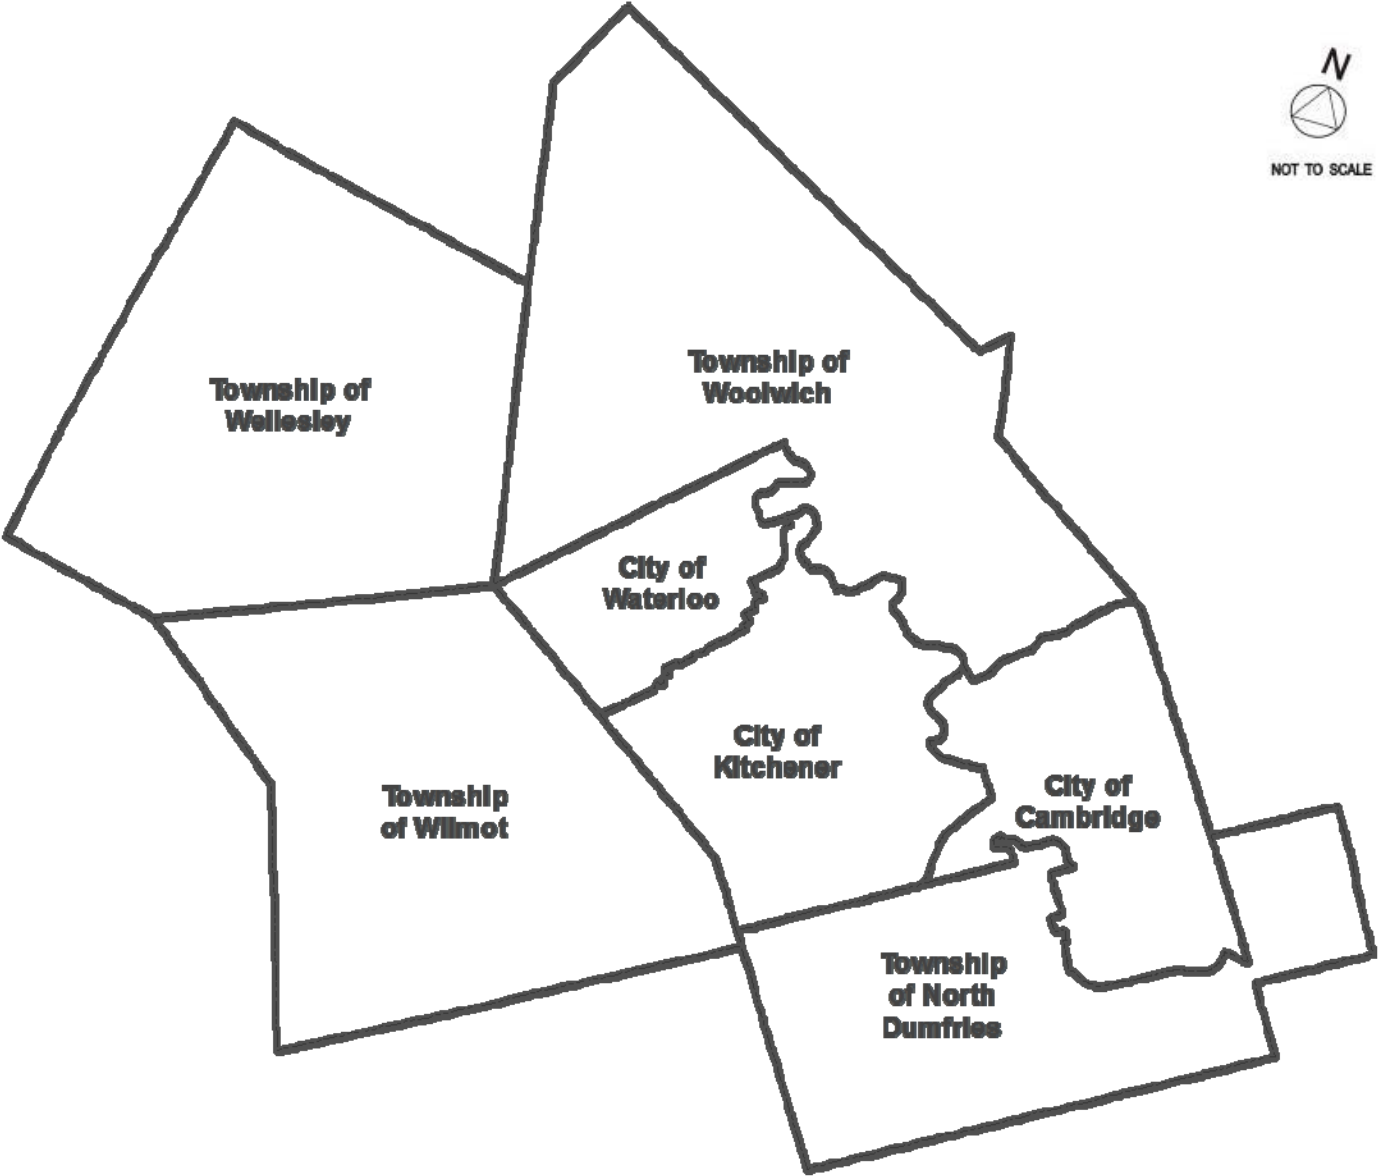 N
NOT TO SCALE
Township of
Woolwich
Township of
Wellesley
City of
Waterloo
City of
Kitchener
City of
Cambridge
Township
of Wilmot
Township
of North
Dumfries